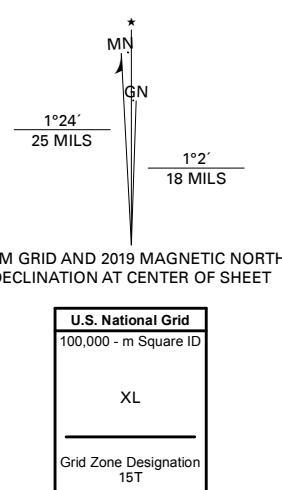 ★
MN
GN
1°24´
25 MILS
1°2´
18 MILS
M GRID AND 2019 MAGNETIC NORTH
DECLINATION AT CENTER OF SHEET
U.S. National Grid
100,000 - m Square ID
XL
Grid Zone Designation
15T